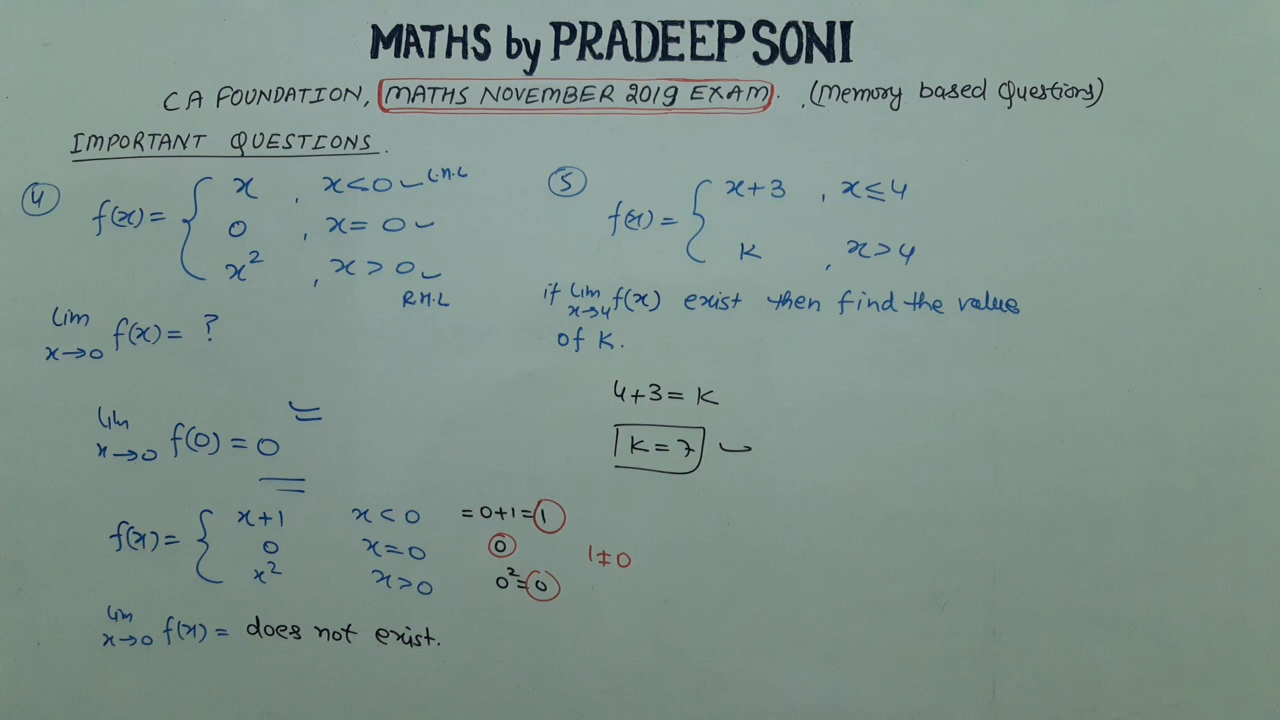 MATHS by PRADEEP SONI
CA FOUNDATION, MATHS NOVEMBER 2019 EXAM. (Memory based Questions)
IMPORTANT QUESTIONS.
4
f(x) = { x , x<0 L.H.L
0 , x = 0
x² , x > 0
R.H.L
lim x→0 f(x) = ?
lim x→0 f(0) = 0
f(x) = { x+1 x<0 = 0+1 = 1
0 x=0 0
x² x>0 0² = 0
1≠0
lim x→0 f(x) = does not exist.
5
f(x) = { x+3 , x≤4
K , x>4
if lim x→4 f(x) exist then find the value
of K.
4+3 = K
K = 7